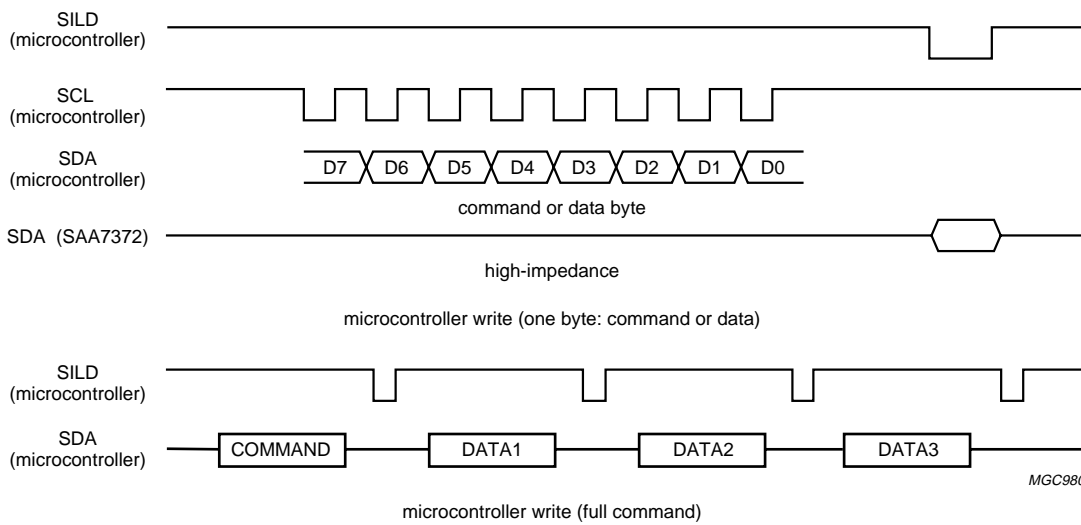 SILD
(microcontroller)
SCL
(microcontroller)
SDA
(microcontroller)
D7 D6 D5 D4 D3 D2 D1 D0
command or data byte
SDA (SAA7372)
high-impedance
microcontroller write (one byte: command or data)
SILD
(microcontroller)
SDA
(microcontroller)
COMMAND DATA1 DATA2 DATA3
MGC980
microcontroller write (full command)